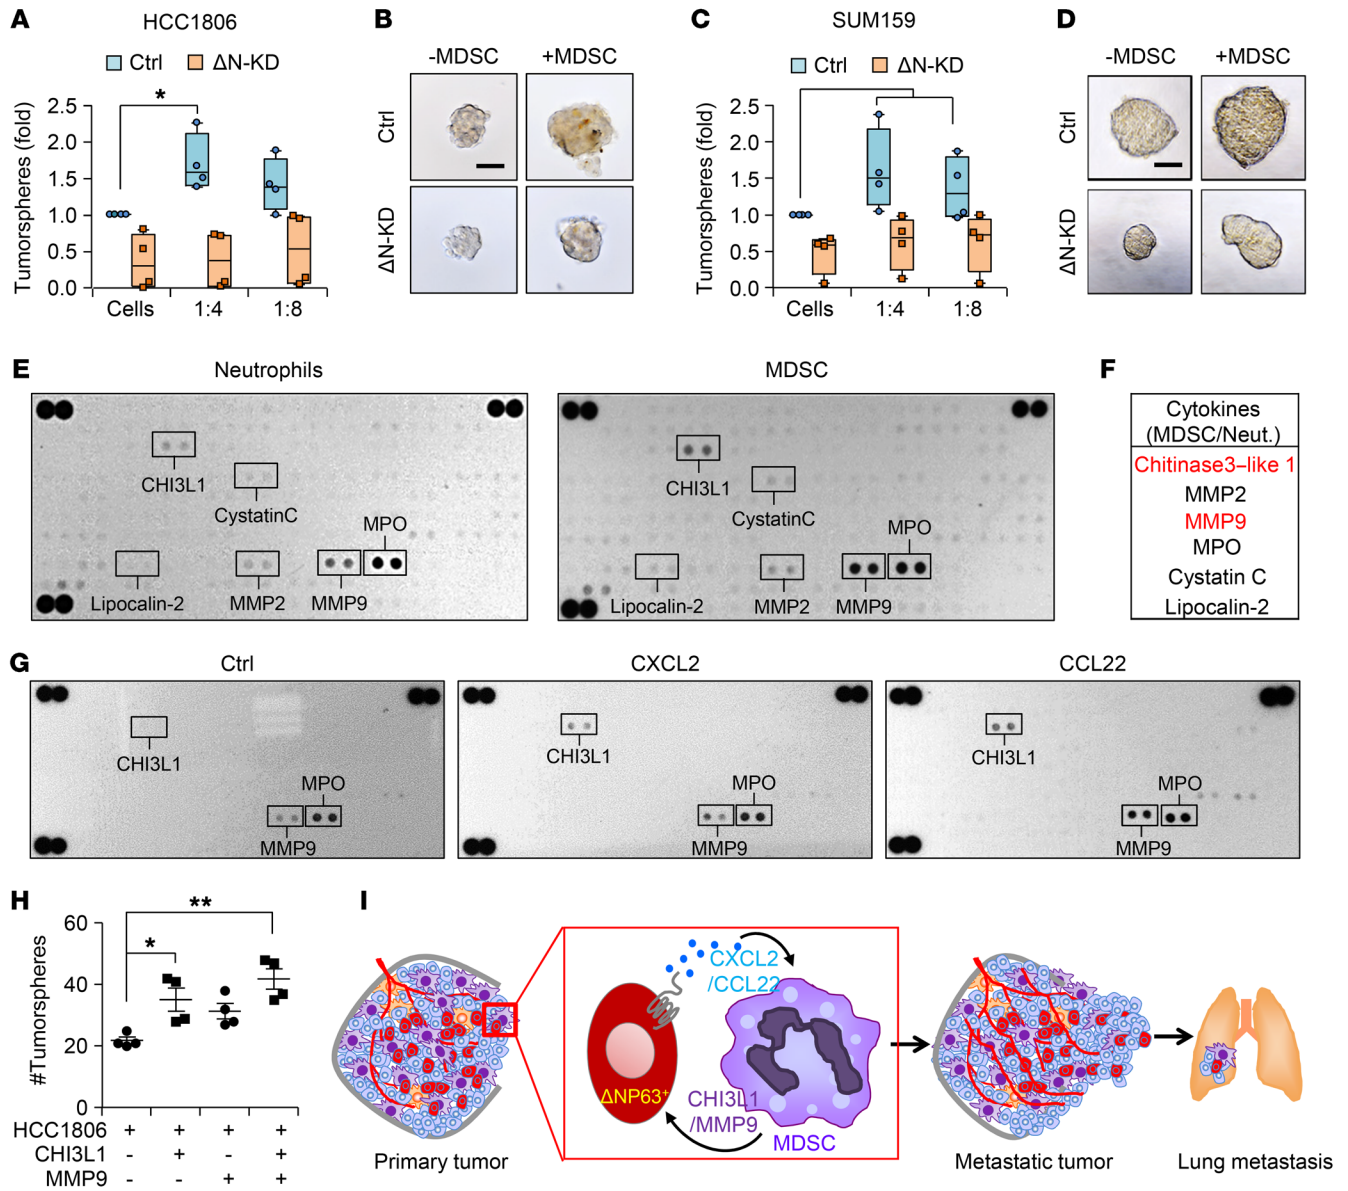 A
HCC1806
Ctrl
ΔN-KD
Tumorspheres (fold)
*
2.5
2.0
1.5
1.0
0.5
0.0
Cells
1:4
1:8
B
-MDSC
+MDSC
Ctrl
ΔN-KD
C
SUM159
Ctrl
ΔN-KD
Tumorspheres (fold)
2.5
2.0
1.5
1.0
0.5
0.0
Cells
1:4
1:8
D
-MDSC
+MDSC
Ctrl
ΔN-KD
E
Neutrophils
CHI3L1
CystatinC
MPO
Lipocalin-2
MMP2
MMP9
MDSC
CHI3L1
CystatinC
MPO
Lipocalin-2
MMP2
MMP9
F
Cytokines
(MDSC/Neut.)
Chitinase3–like 1
MMP2
MMP9
MPO
Cystatin C
Lipocalin-2
G
Ctrl
CHI3L1
MPO
MMP9
CXCL2
CHI3L1
MPO
MMP9
CCL22
CHI3L1
MPO
MMP9
H
#Tumorspheres
60
40
20
0
*
**
HCC1806 + + + +
CHI3L1 - + - +
MMP9 - - + +
I
CXCL2
/CCL22
ΔNP63+
CHI3L1
/MMP9
MDSC
Primary tumor
Metastatic tumor
Lung metastasis